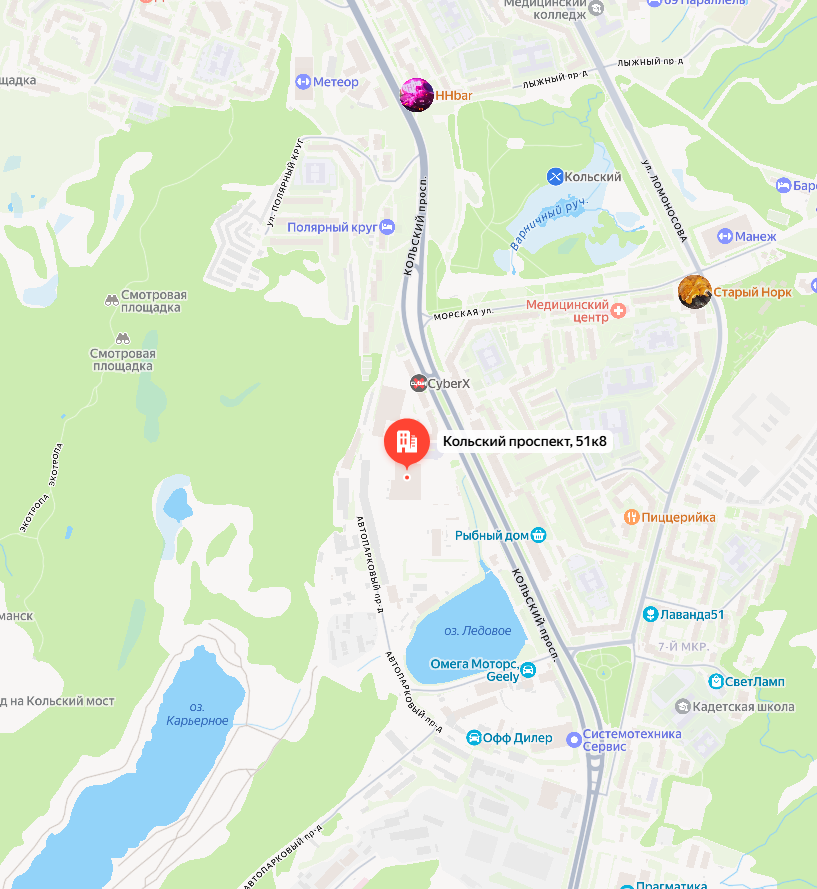 Медицинский
колледж
69 Параллель
щадка
Метеор
HHbar
ЛЫЖНЫЙ пр-д
ЛЫЖНЫЙ пр-д
ул. ПОЛЯРНЫЙ КРУГ
Кольский
ул. ЛОМОНОСОВА
Барс
КОЛЬСКИЙ просп.
Варничный руч.
Полярный круг
Манеж
Смотровая
площадка
Медицинский
центр
Старый Норк
МОРСКАЯ ул.
Смотровая
площадка
CyberX
Кольский проспект, 51к8
ЭКОТРОПА
ЭКОТРОПА
Пиццерийка
АВТОПАРКОВЫЙ пр-д
Рыбный дом
КОЛЬСКИЙ просп.
манск
Лаванда51
оз. Ледовое
7-Й МКР.
Омега Моторс,
Geely
СветЛамп
АВТОПАРКОВЫЙ пр-д
д на Кольский мост
оз.
Карьерное
Кадетская школа
Офф Дилер
Системотехника
Сервис
АВТОПАРКОВЫЙ пр-д
Прагматика